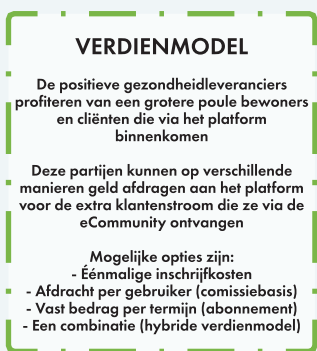 VERDIENMODEL
De positieve gezondheidleveranciers
profiteren van een grotere poule bewoners
en cliënten die via het platform
binnenkomen
Deze partijen kunnen op verschillende
manieren geld afdragen aan het platform
voor de extra klantenstroom die ze via de
eCommunity ontvangen
Mogelijke opties zijn:
- Éénmalige inschrijfkosten
- Afdracht per gebruiker (comissiebasis)
- Vast bedrag per termijn (abonnement)
- Een combinatie (hybride verdienmodel)